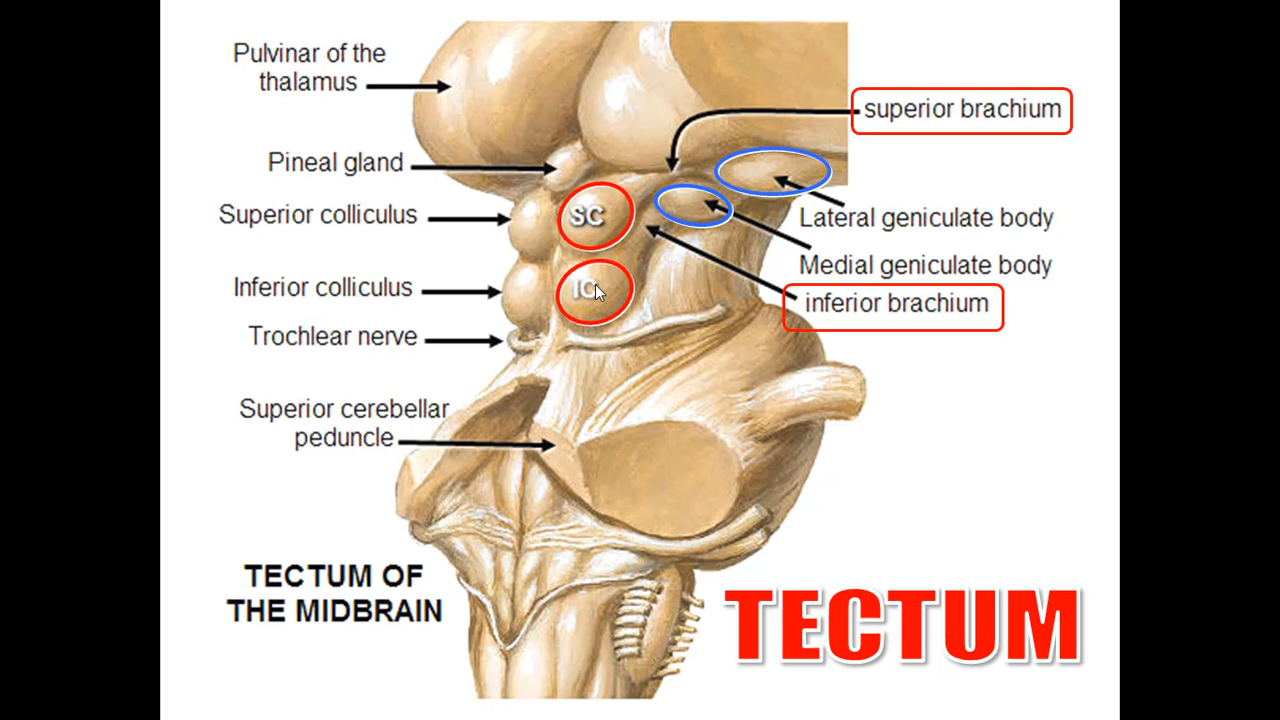 Pulvinar of the
thalamus
superior brachium
Pineal gland
Superior colliculus
SC
Lateral geniculate body
Medial geniculate body
Inferior colliculus
IC
inferior brachium
Trochlear nerve
Superior cerebellar
peduncle
TECTUM OF
THE MIDBRAIN
TECTUM